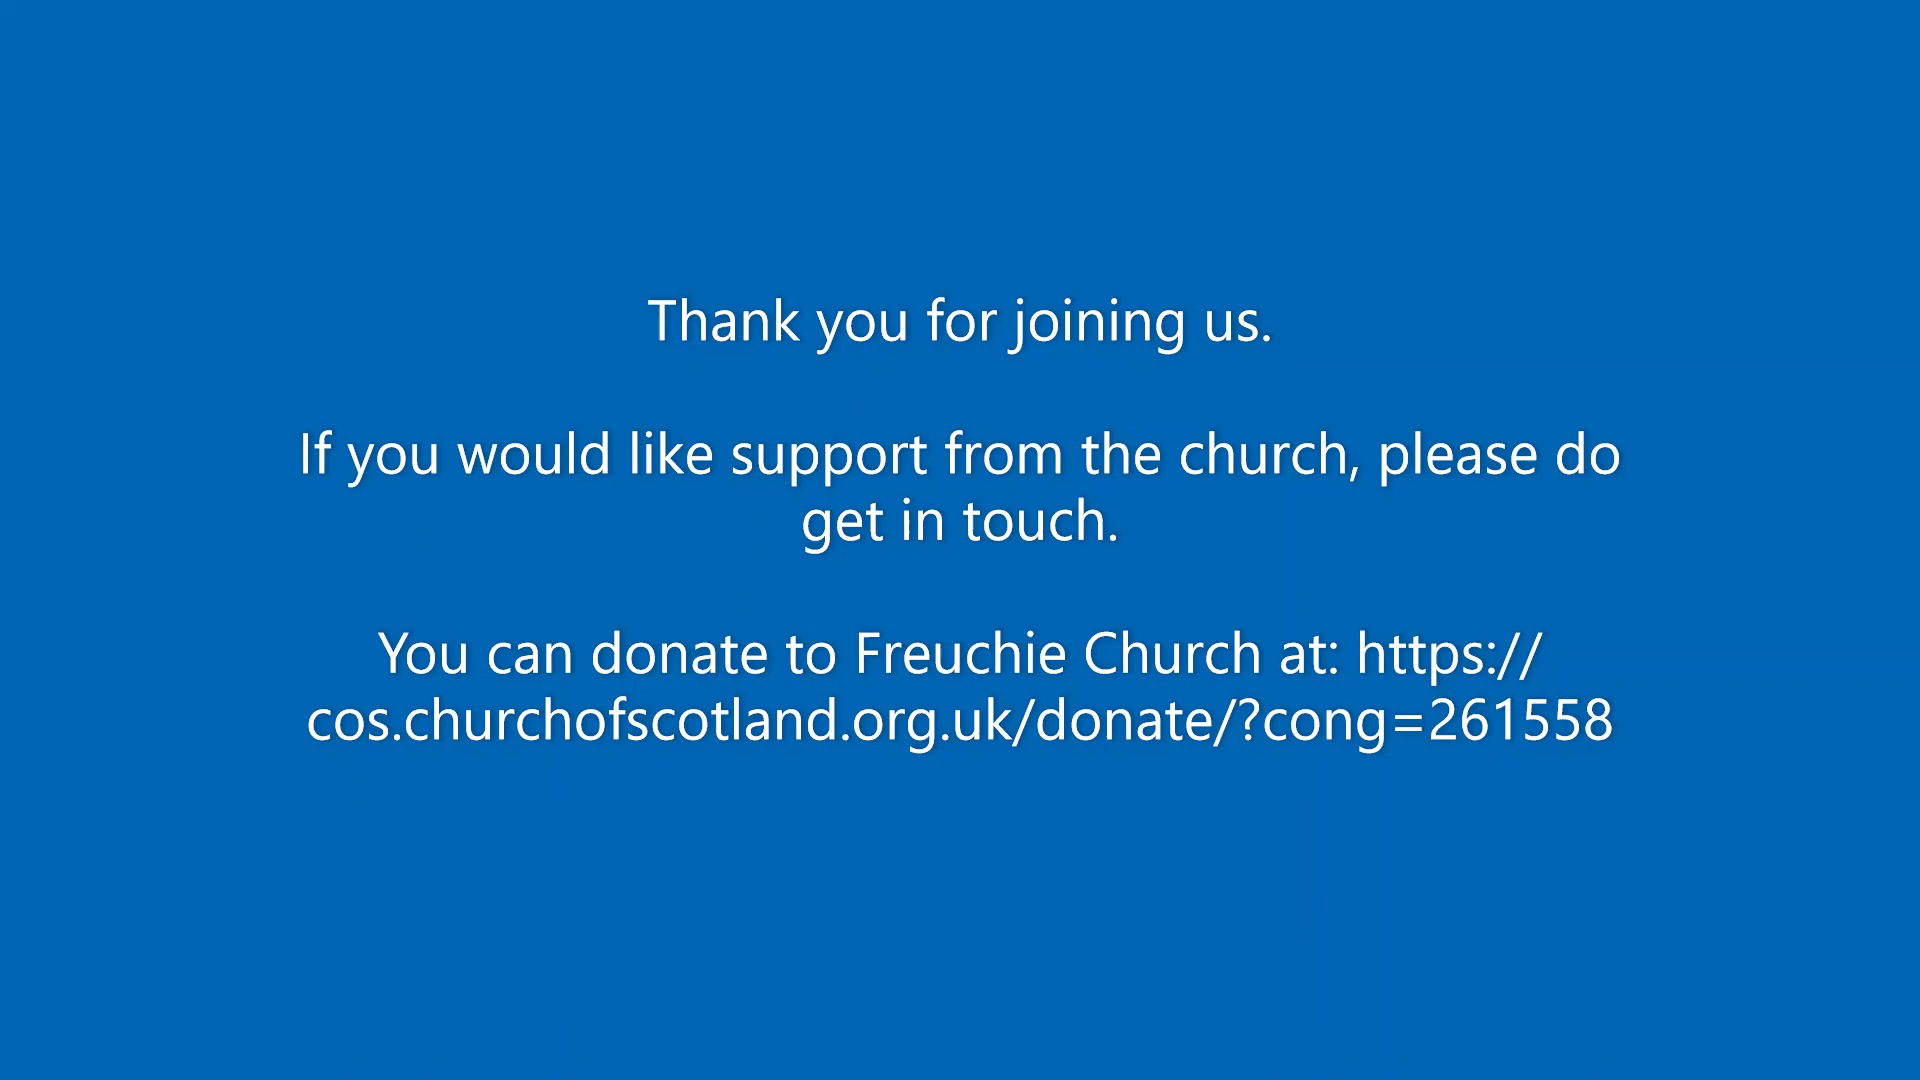 Thank you for joining us.
If you would like support from the church, please do
get in touch.
You can donate to Freuchie Church at: https://
cos.churchofscotland.org.uk/donate/?cong=261558